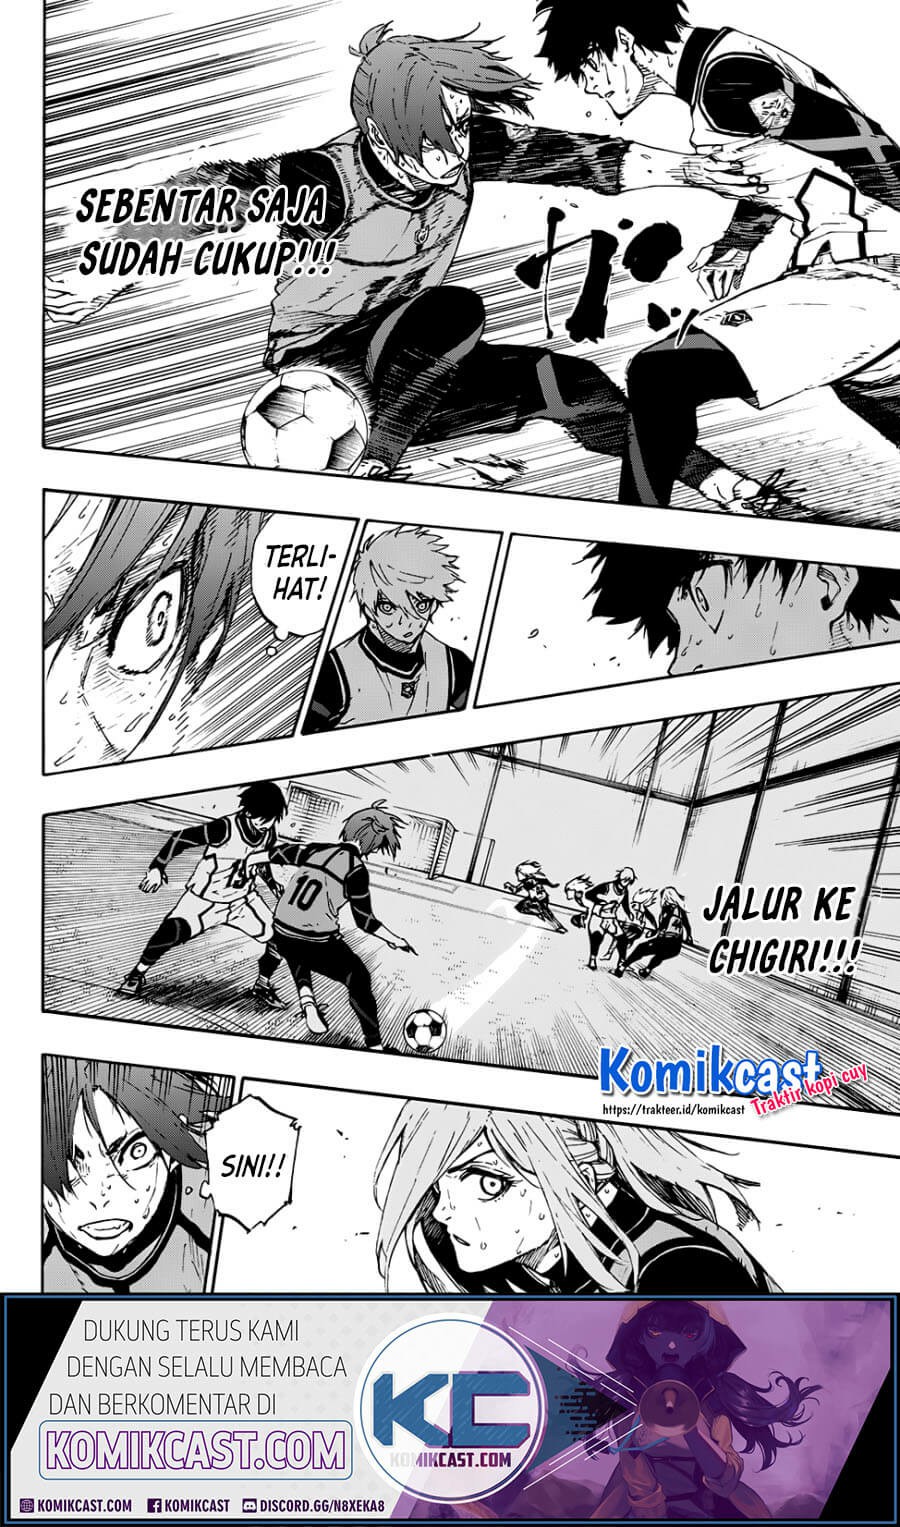 SEBENTAR SAJA
SUDAH CUKUP!!!
TERLI-
HAT!
10
JALUR KE
CHIGIRI!!!
Komikcast
https://trakteer.id/komikcast
Traktir kopi cuy
SINI!!
DUKUNG TERUS KAMI
DENGAN SELALU MEMBACA
DAN BERKOMENTAR DI
KOMIKCAST.COM
KC
KOMIKCAST.COM
KOMIKCAST.COM
KOMIKCAST
DISCORD.GG/N8XEKA8